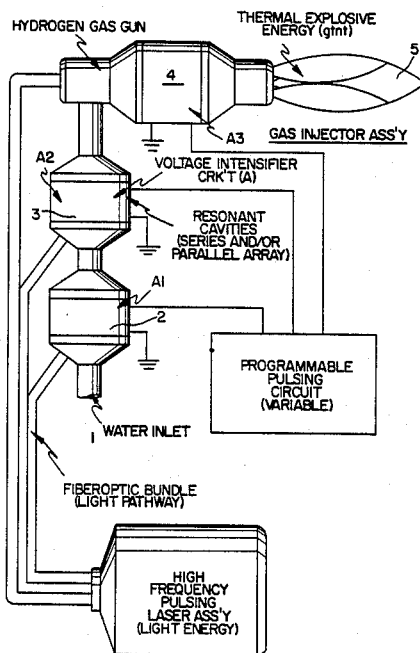 HYDROGEN GAS GUN
THERMAL EXPLOSIVE
ENERGY (gtnt)
5
4
A3
GAS INJECTOR ASS'Y
A2
VOLTAGE INTENSIFIER
CRK'T (A)
3
RESONANT
CAVITIES
(SERIES AND/OR
PARALLEL ARRAY)
A1
2
PROGRAMMABLE
PULSING
CIRCUIT
(VARIABLE)
1
WATER INLET
FIBEROPTIC BUNDLE
(LIGHT PATHWAY)
HIGH
FREQUENCY
PULSING
LASER ASS'Y
(LIGHT ENERGY)